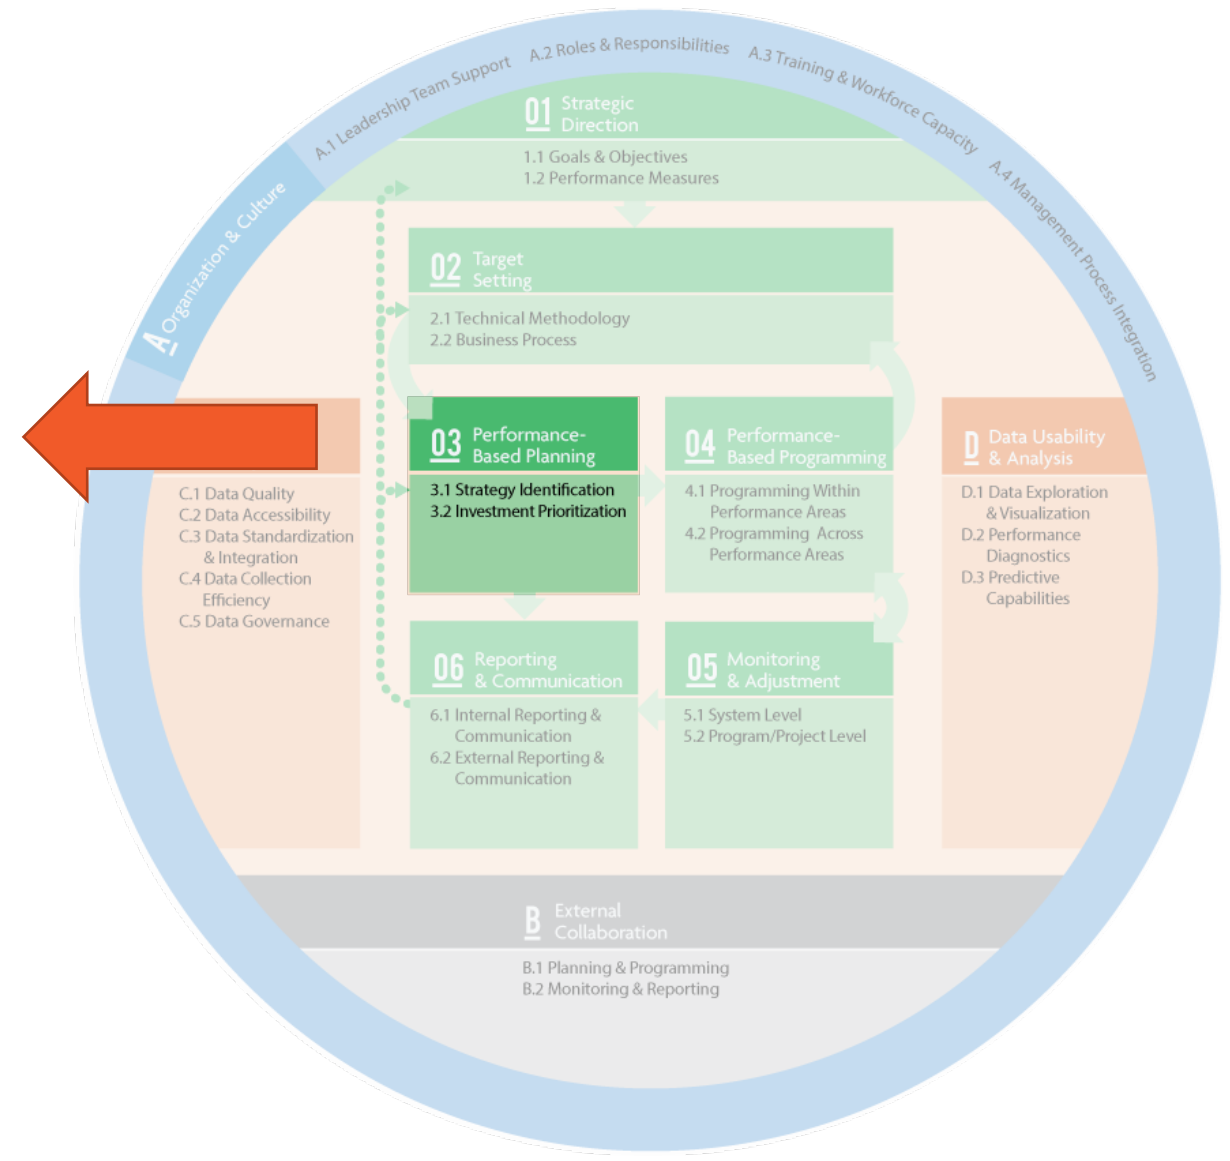 A.1 Leadership Team Support
A.2 Roles & Responsibilities
A.3 Training & Workforce Capacity
A.4 Management Process Integration
A Organization & Culture
01 Strategic
Direction
1.1 Goals & Objectives
1.2 Performance Measures
02 Target
Setting
2.1 Technical Methodology
2.2 Business Process
C.1 Data Quality
C.2 Data Accessibility
C.3 Data Standardization
& Integration
C.4 Data Collection
Efficiency
C.5 Data Governance
03 Performance-
Based Planning
3.1 Strategy Identification
3.2 Investment Prioritization
04 Performance-
Based Programming
4.1 Programming Within
Performance Areas
4.2 Programming Across
Performance Areas
D Data Usability
& Analysis
D.1 Data Exploration
& Visualization
D.2 Performance
Diagnostics
D.3 Predictive
Capabilities
06 Reporting
& Communication
6.1 Internal Reporting &
Communication
6.2 External Reporting &
Communication
05 Monitoring
& Adjustment
5.1 System Level
5.2 Program/Project Level
B External
Collaboration
B.1 Planning & Programming
B.2 Monitoring & Reporting